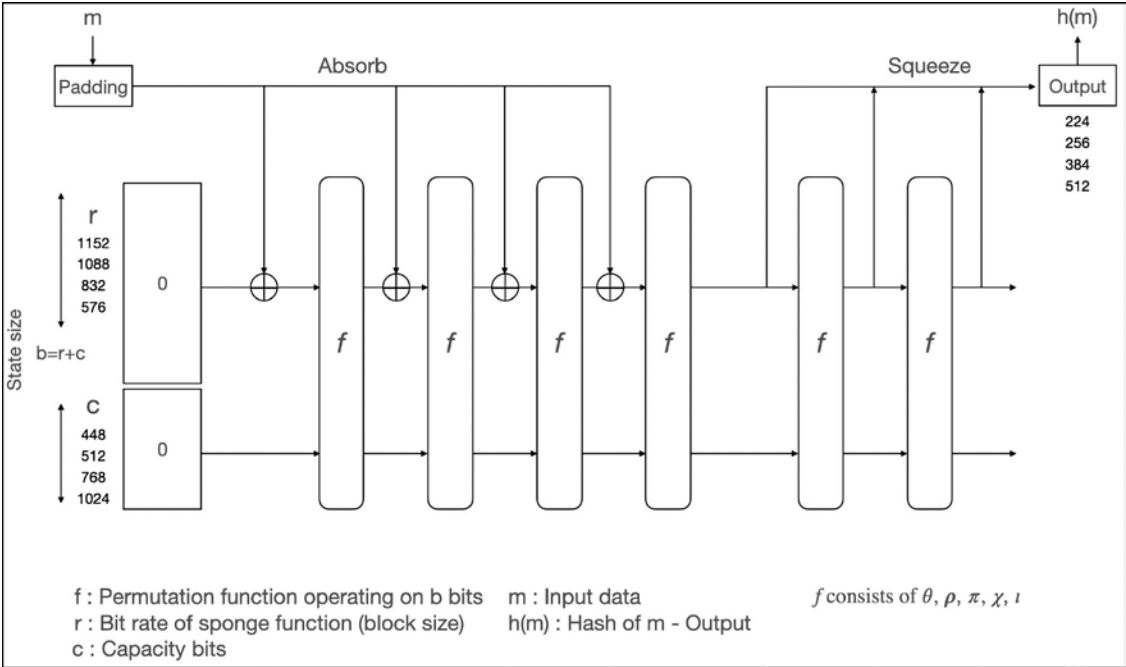 m
h(m)
Padding
Absorb
Squeeze
Output
224
256
384
512
r
1152
1088
832
576
0
State size
b=r+c
f
f
f
f
f
f
c
448
512
768
1024
0
f : Permutation function operating on b bits
m : Input data
f consists of θ, ρ, π, χ, ι
r : Bit rate of sponge function (block size)
h(m) : Hash of m - Output
c : Capacity bits